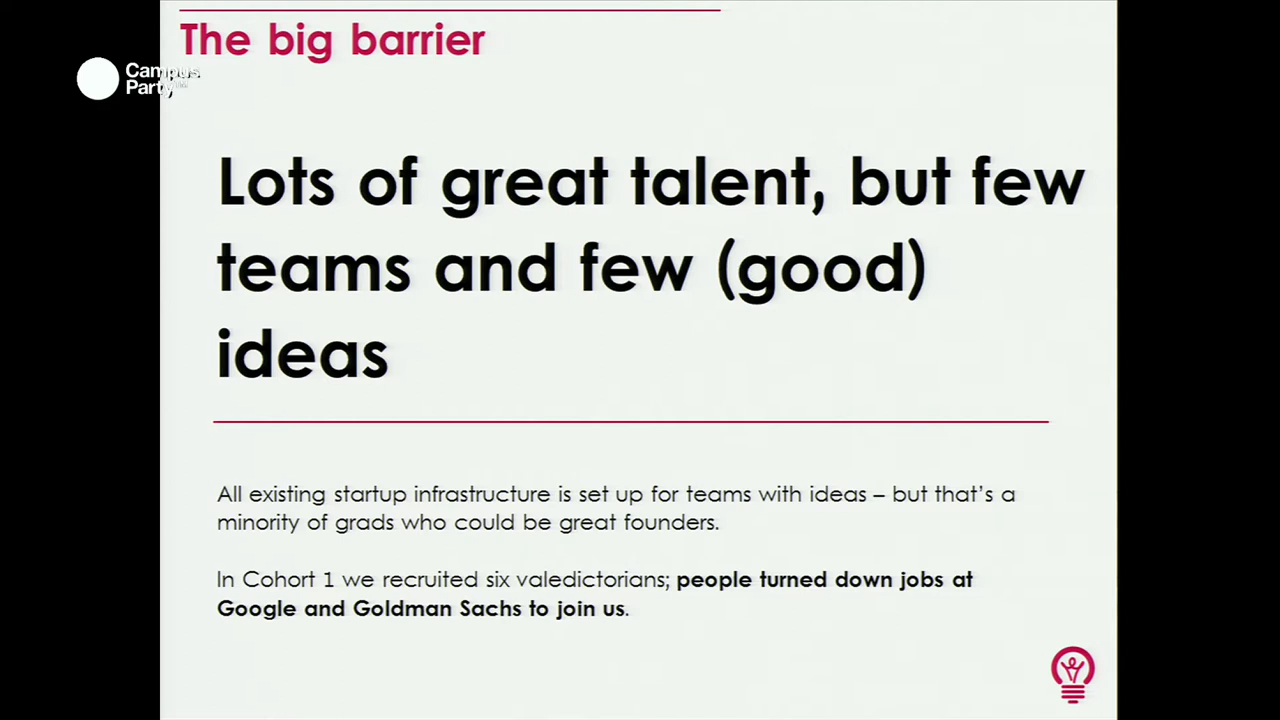 The big barrier
Campus
Party
Lots of great talent, but few
teams and few (good)
ideas
All existing startup infrastructure is set up for teams with ideas – but that's a
minority of grads who could be great founders.
In Cohort 1 we recruited six valedictorians; people turned down jobs at
Google and Goldman Sachs to join us.